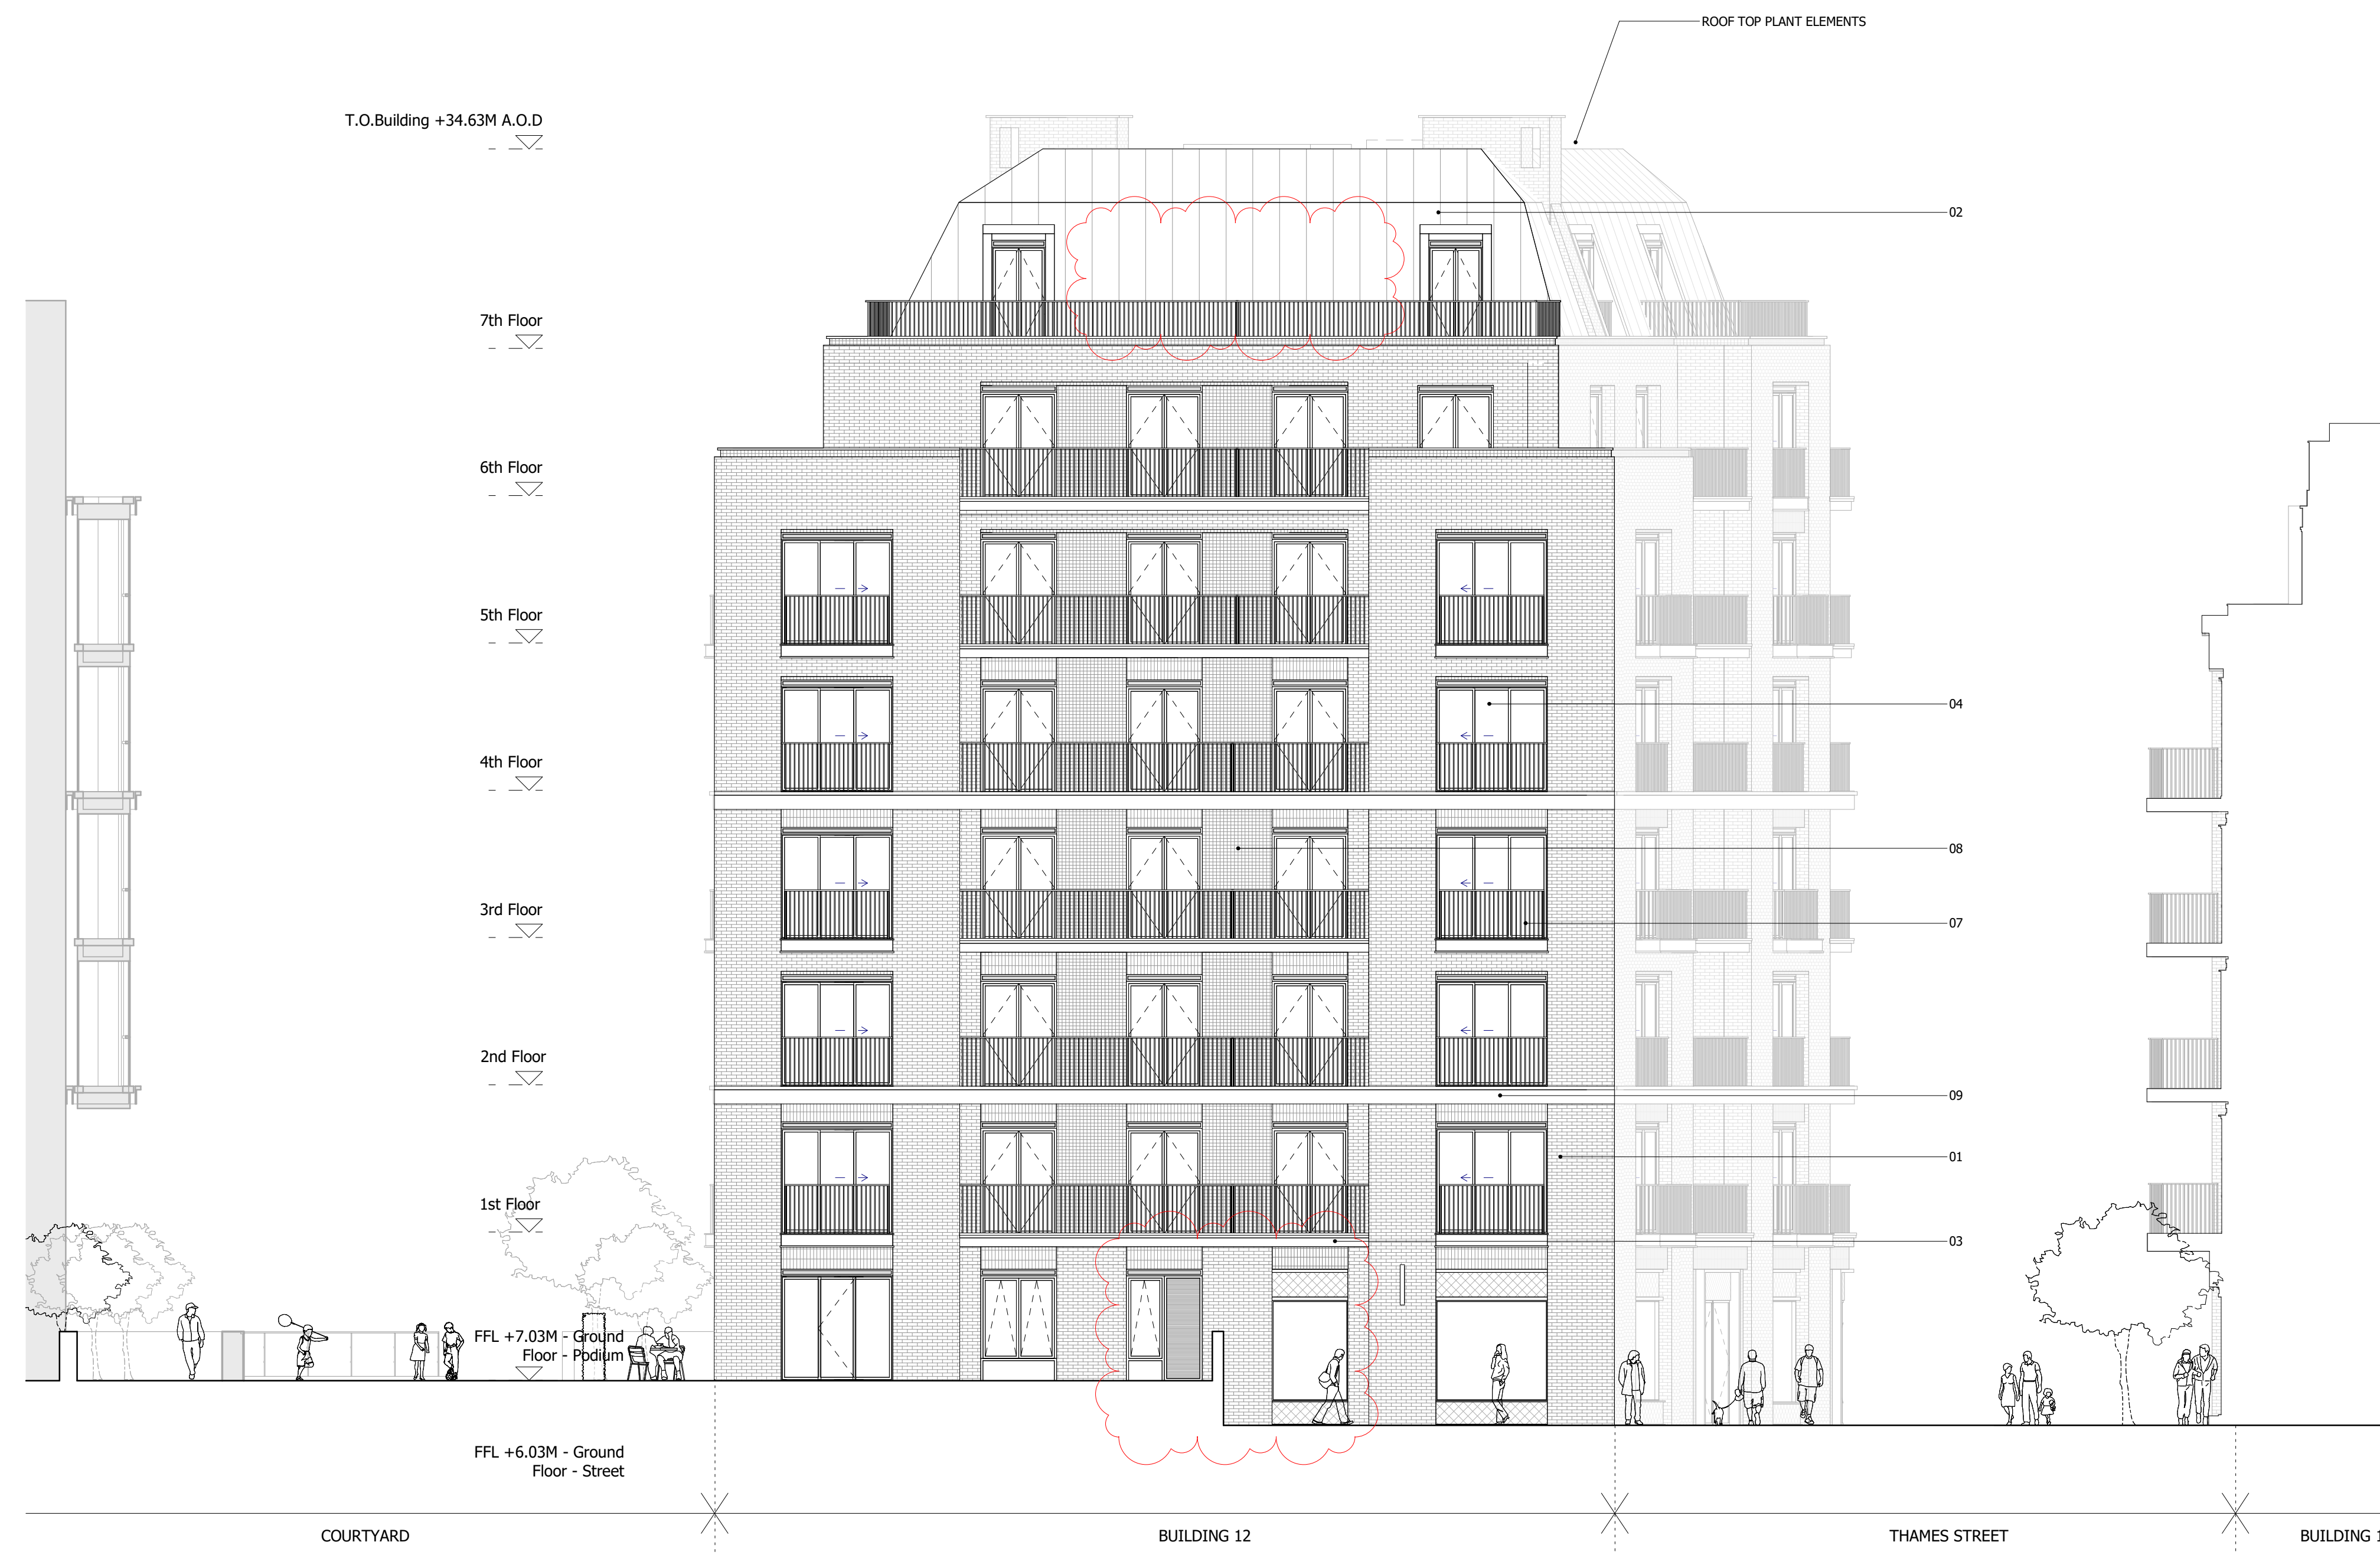 ROOF TOP PLANT ELEMENTS
T.O.Building +34.63M A.O.D
02
7th Floor
6th Floor
5th Floor
04
4th Floor
08
3rd Floor
07
2nd Floor
09
01
1st Floor
03
FFL +7.03M - Ground
Floor - Podium
FFL +6.03M - Ground
Floor - Street
COURTYARD
BUILDING 12
THAMES STREET
BUILDING 1